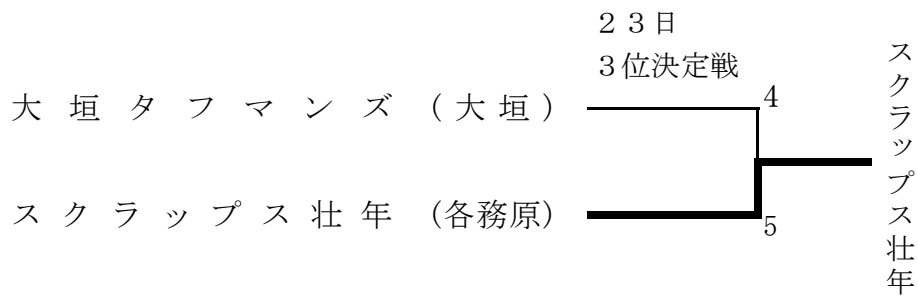 ２３日
３位決定戦
大垣タフマンズ（大垣）
4
スクラップス壮年（各務原）
5
スクラップス壮年